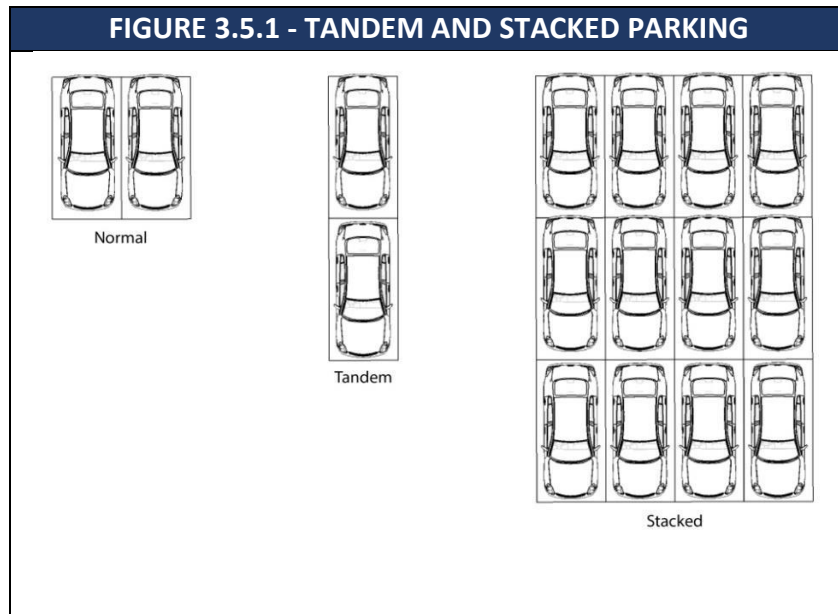 FIGURE 3.5.1 - TANDEM AND STACKED PARKING
Normal
Tandem
Stacked